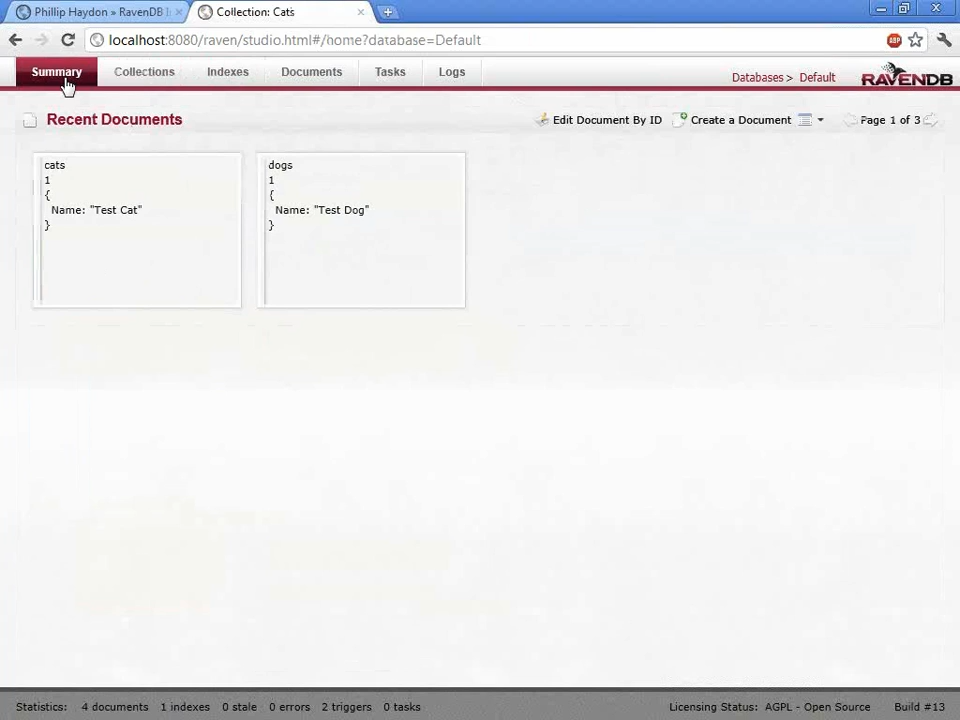 Phillip Haydon » RavenDB I
Collection: Cats
localhost:8080/raven/studio.html#/home?database=Default
ABP
Summary
Collections
Indexes
Documents
Tasks
Logs
Databases > Default
RAVENDB
Recent Documents
Edit Document By ID
Create a Document
Page 1 of 3
cats
1
{
Name: "Test Cat"
}
dogs
1
{
Name: "Test Dog"
}
Statistics: 4 documents 1 indexes 0 stale 0 errors 2 triggers 0 tasks
Licensing Status: AGPL - Open Source Build #13